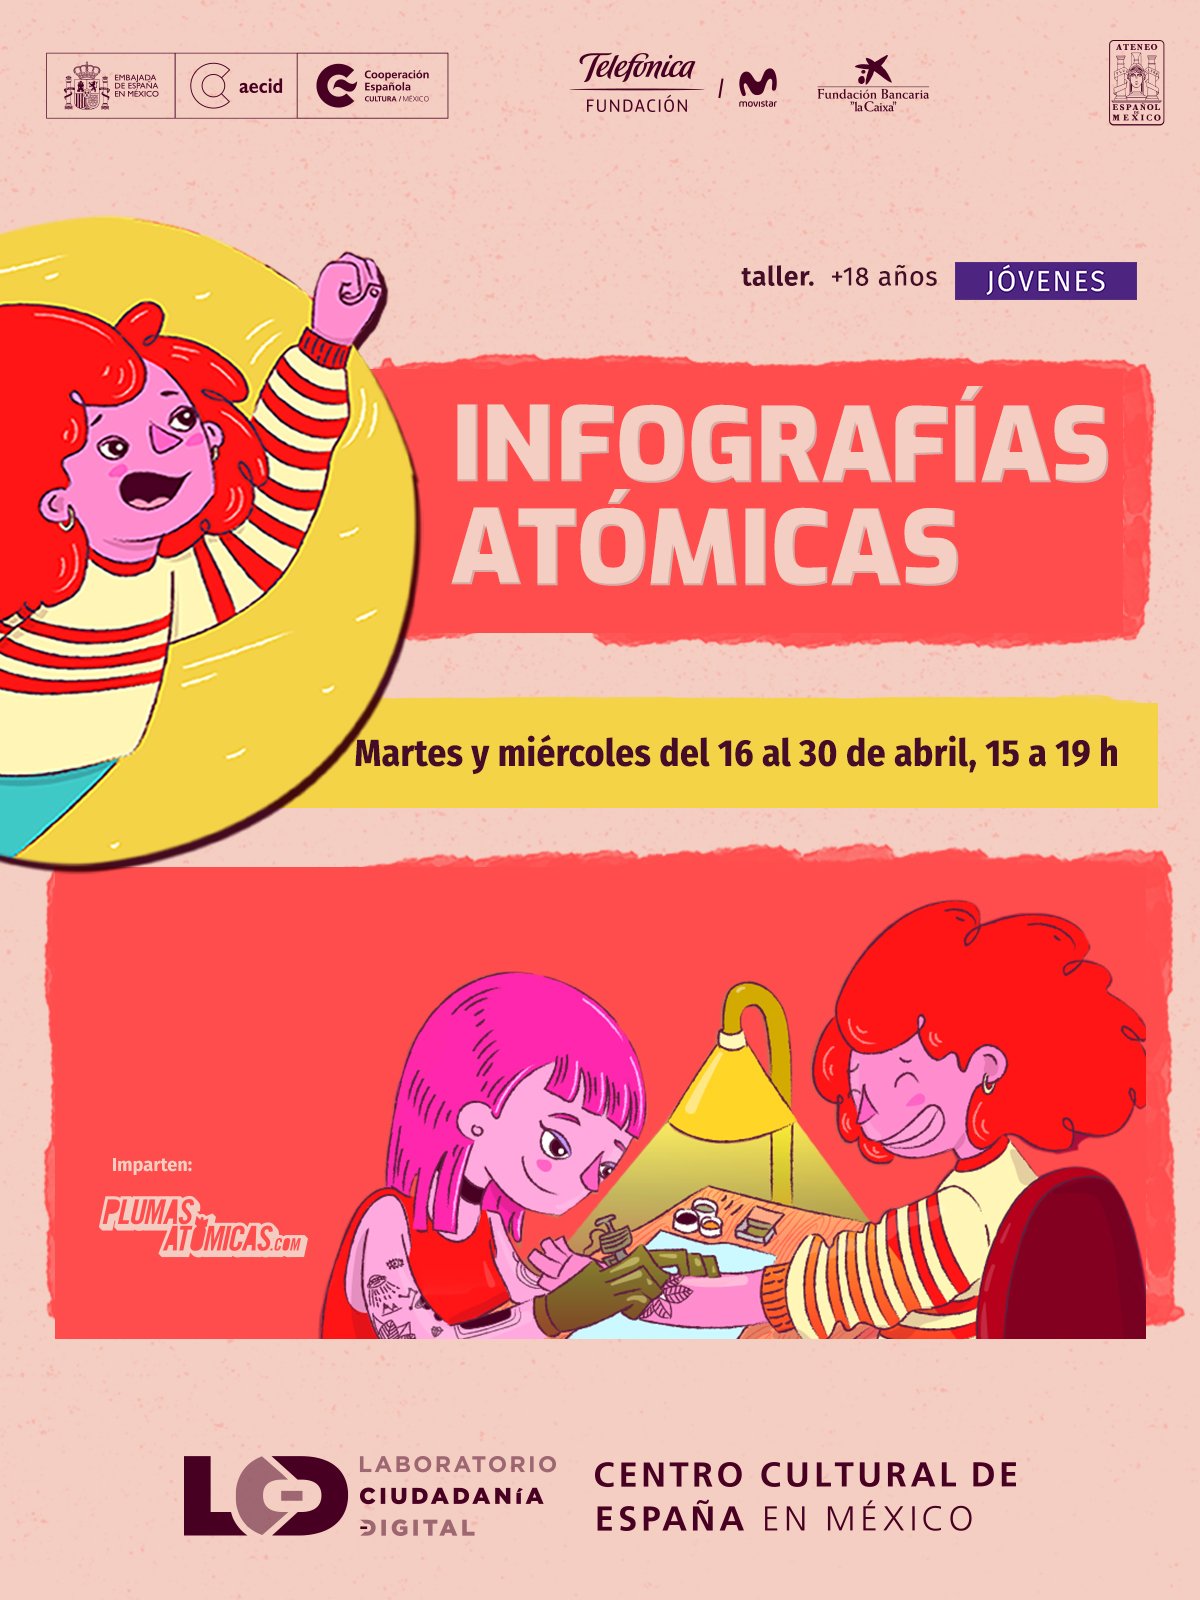 EMBAJADA
DE ESPAÑA
EN MÉXICO
aecid
Cooperación
Española
CULTURA / MÉXICO
Telefónica
FUNDACIÓN
/
movistar
Fundación Bancaria
"la Caixa"
ATENEO
ESPAÑOL
DE
MÉXICO
taller. +18 años JÓVENES
INFOGRAFÍAS
ATÓMICAS
Martes y miércoles del 16 al 30 de abril, 15 a 19 h
Imparten:
PLUMAS
ATÓMICAS.COM
LCD
LABORATORIO
CIUDADANíA
DIGITAL
CENTRO CULTURAL DE
ESPAÑA EN MÉXICO